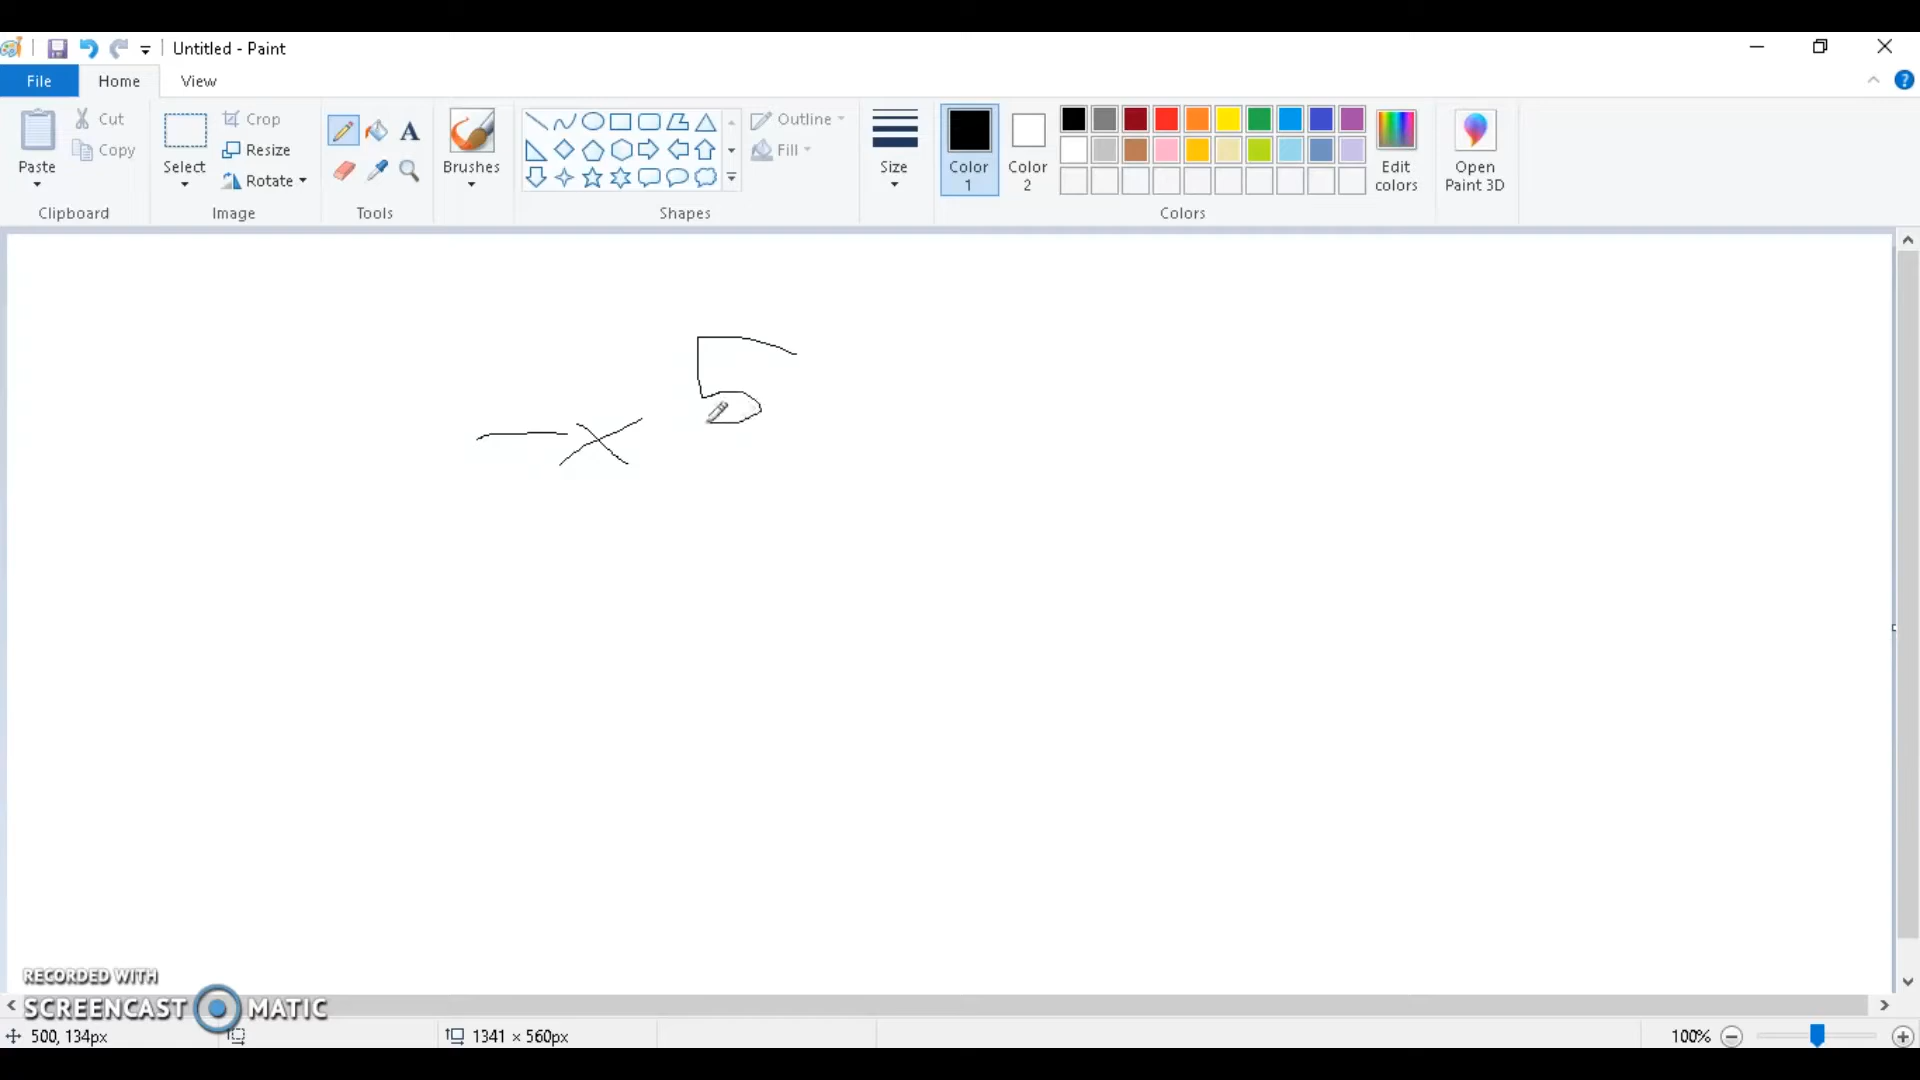 Untitled - Paint
File Home View
Paste Cut Copy Select Crop Resize Rotate A Brushes Outline Fill Size Color 1 Color 2 Edit colors Open Paint 3D
Clipboard Image Tools Shapes Colors
-x 5
RECORDED WITH
SCREENCAST MATIC
500, 134px 1341 × 560px 100%